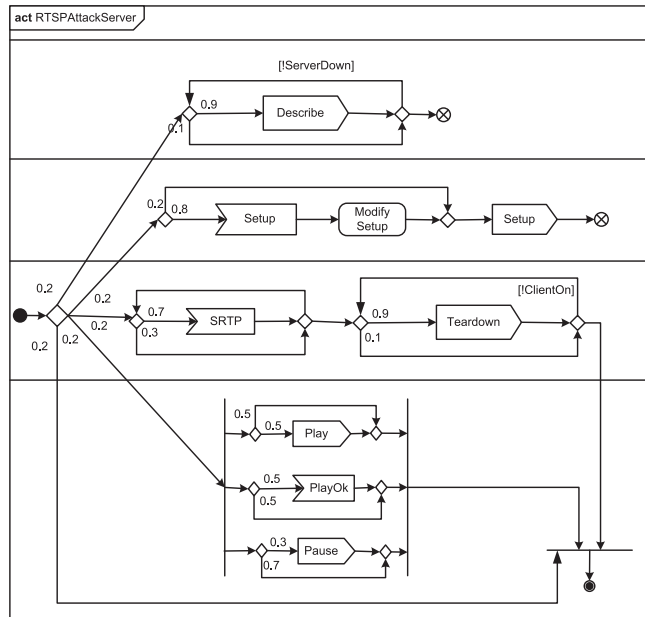 act RTSPAttackServer
[!ServerDown]
0.9
Describe
0.1
0.2
0.8
Setup
Modify
Setup
Setup
[!ClientOn]
0.2
0.2
0.7
SRTP
0.9
Teardown
0.2
0.3
0.1
0.2
0.2
0.5
0.5
Play
0.5
PlayOk
0.5
0.3
Pause
0.7